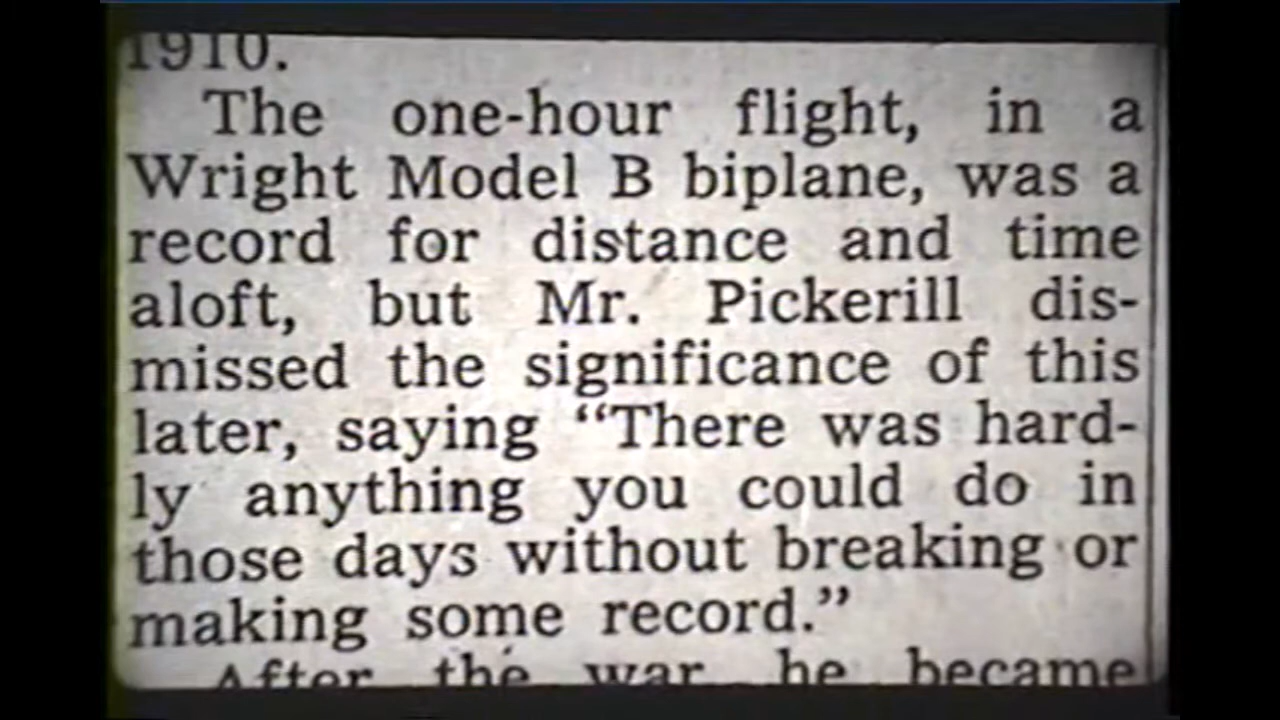 1910.
The one-hour flight, in a
Wright Model B biplane, was a
record for distance and time
aloft, but Mr. Pickerill dis-
missed the significance of this
later, saying “There was hard-
ly anything you could do in
those days without breaking or
making some record.”
After the war he became